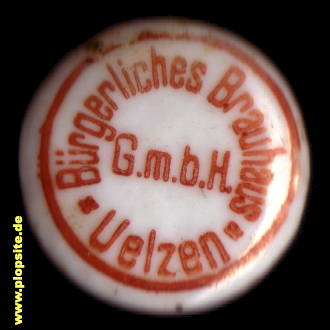 Bürgerliches Brauhaus
G.m.b.H.
* Uelzen *
www.plopsite.de